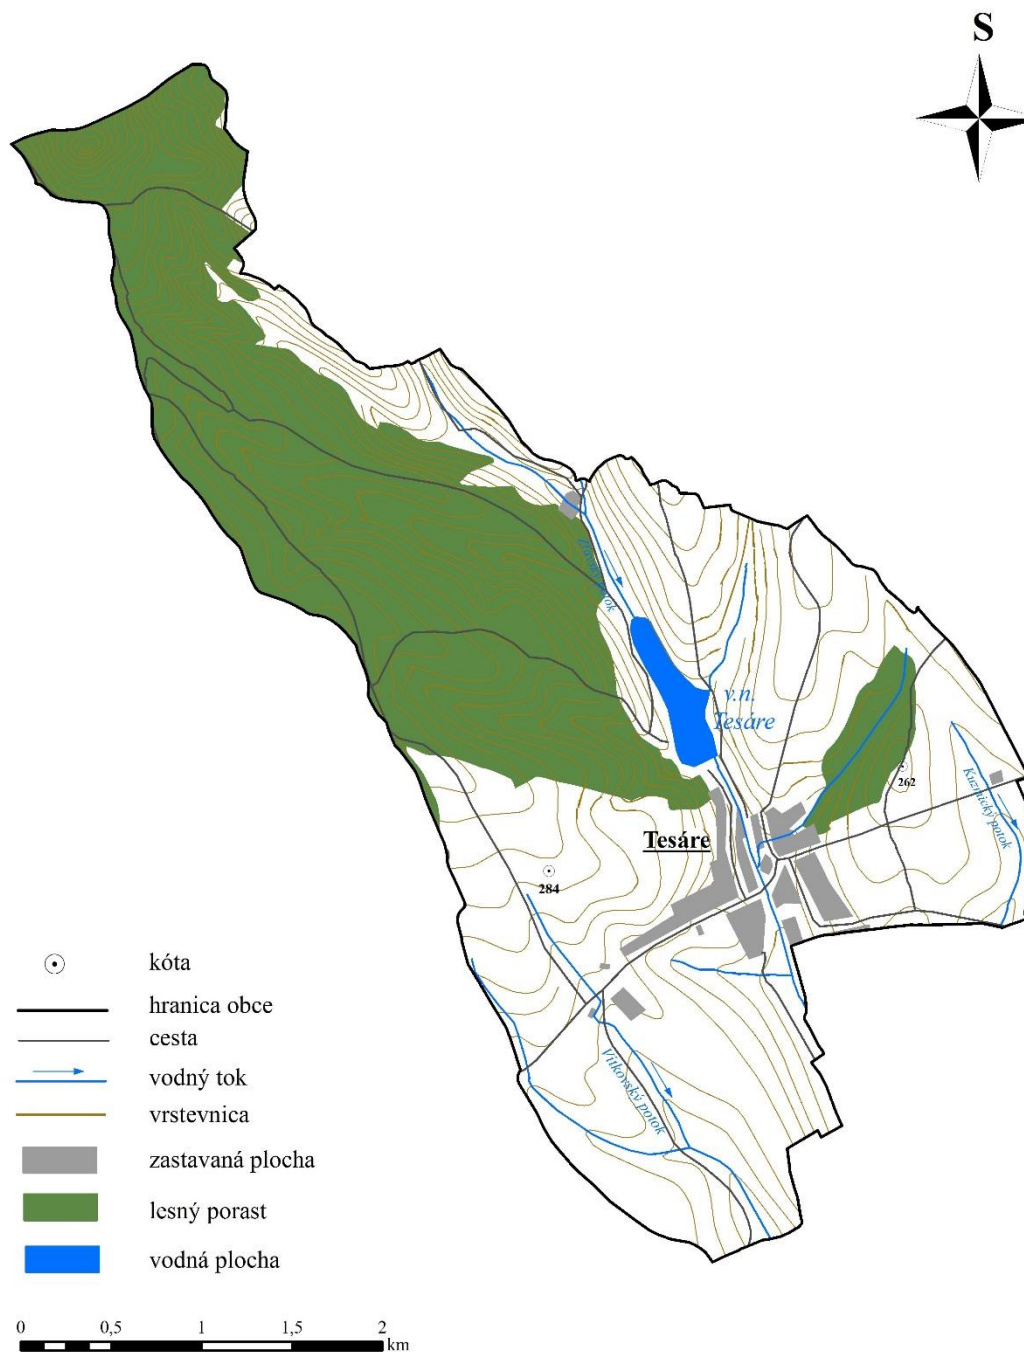 S
v.n.
Tesáre
262
Kuzmický potok
Tesáre
284
Vítkovský potok
kóta
hranica obce
cesta
vodný tok
vrstevnica
zastavaná plocha
lesný porast
vodná plocha
0 0,5 1 1,5 2
km